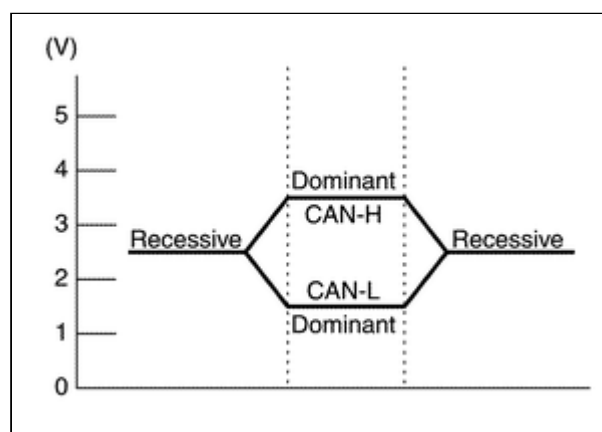 (V)
5
4
3
2
1
0
Dominant
CAN-H
Recessive
Recessive
CAN-L
Dominant